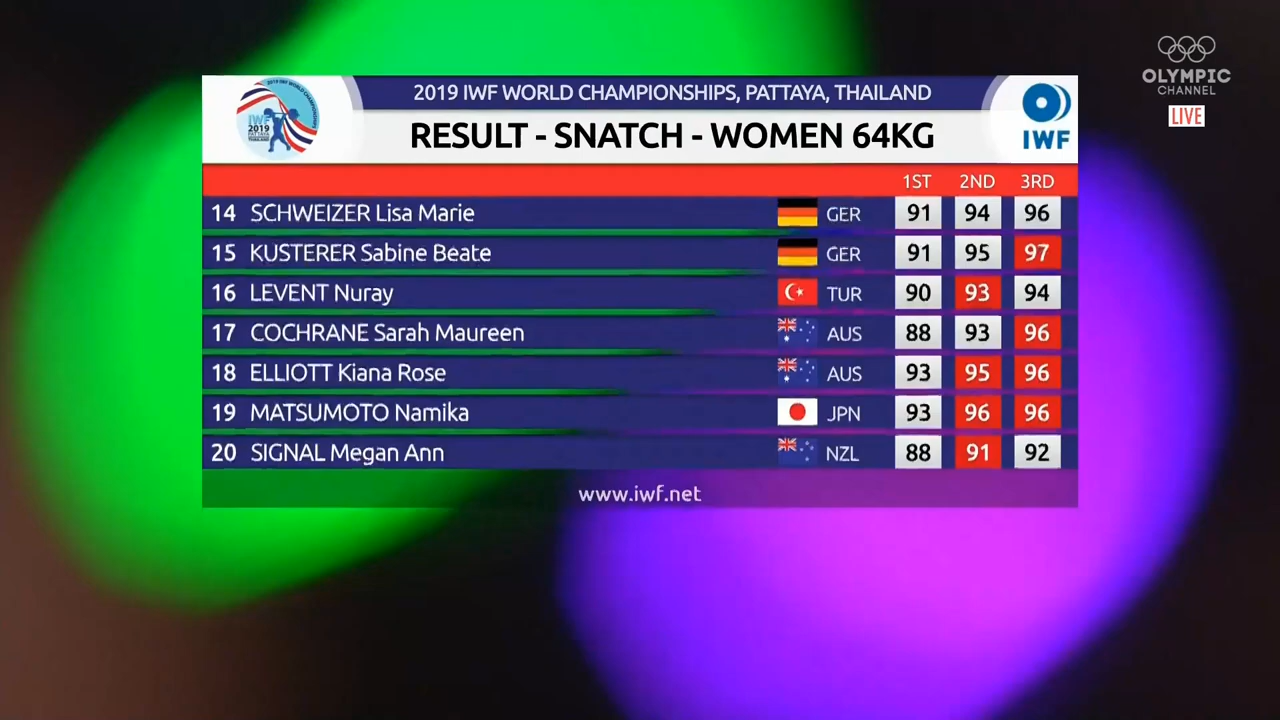 OLYMPIC
CHANNEL
LIVE
2019 IWF WORLD CHAMPIONSHIPS, PATTAYA, THAILAND
RESULT - SNATCH - WOMEN 64KG
IWF
2019
IWF
1ST 2ND 3RD
14 SCHWEIZER Lisa Marie GER 91 94 96
15 KUSTERER Sabine Beate GER 91 95 97
16 LEVENT Nuray TUR 90 93 94
17 COCHRANE Sarah Maureen AUS 88 93 96
18 ELLIOTT Kiana Rose AUS 93 95 96
19 MATSUMOTO Namika JPN 93 96 96
20 SIGNAL Megan Ann NZL 88 91 92
www.iwf.net